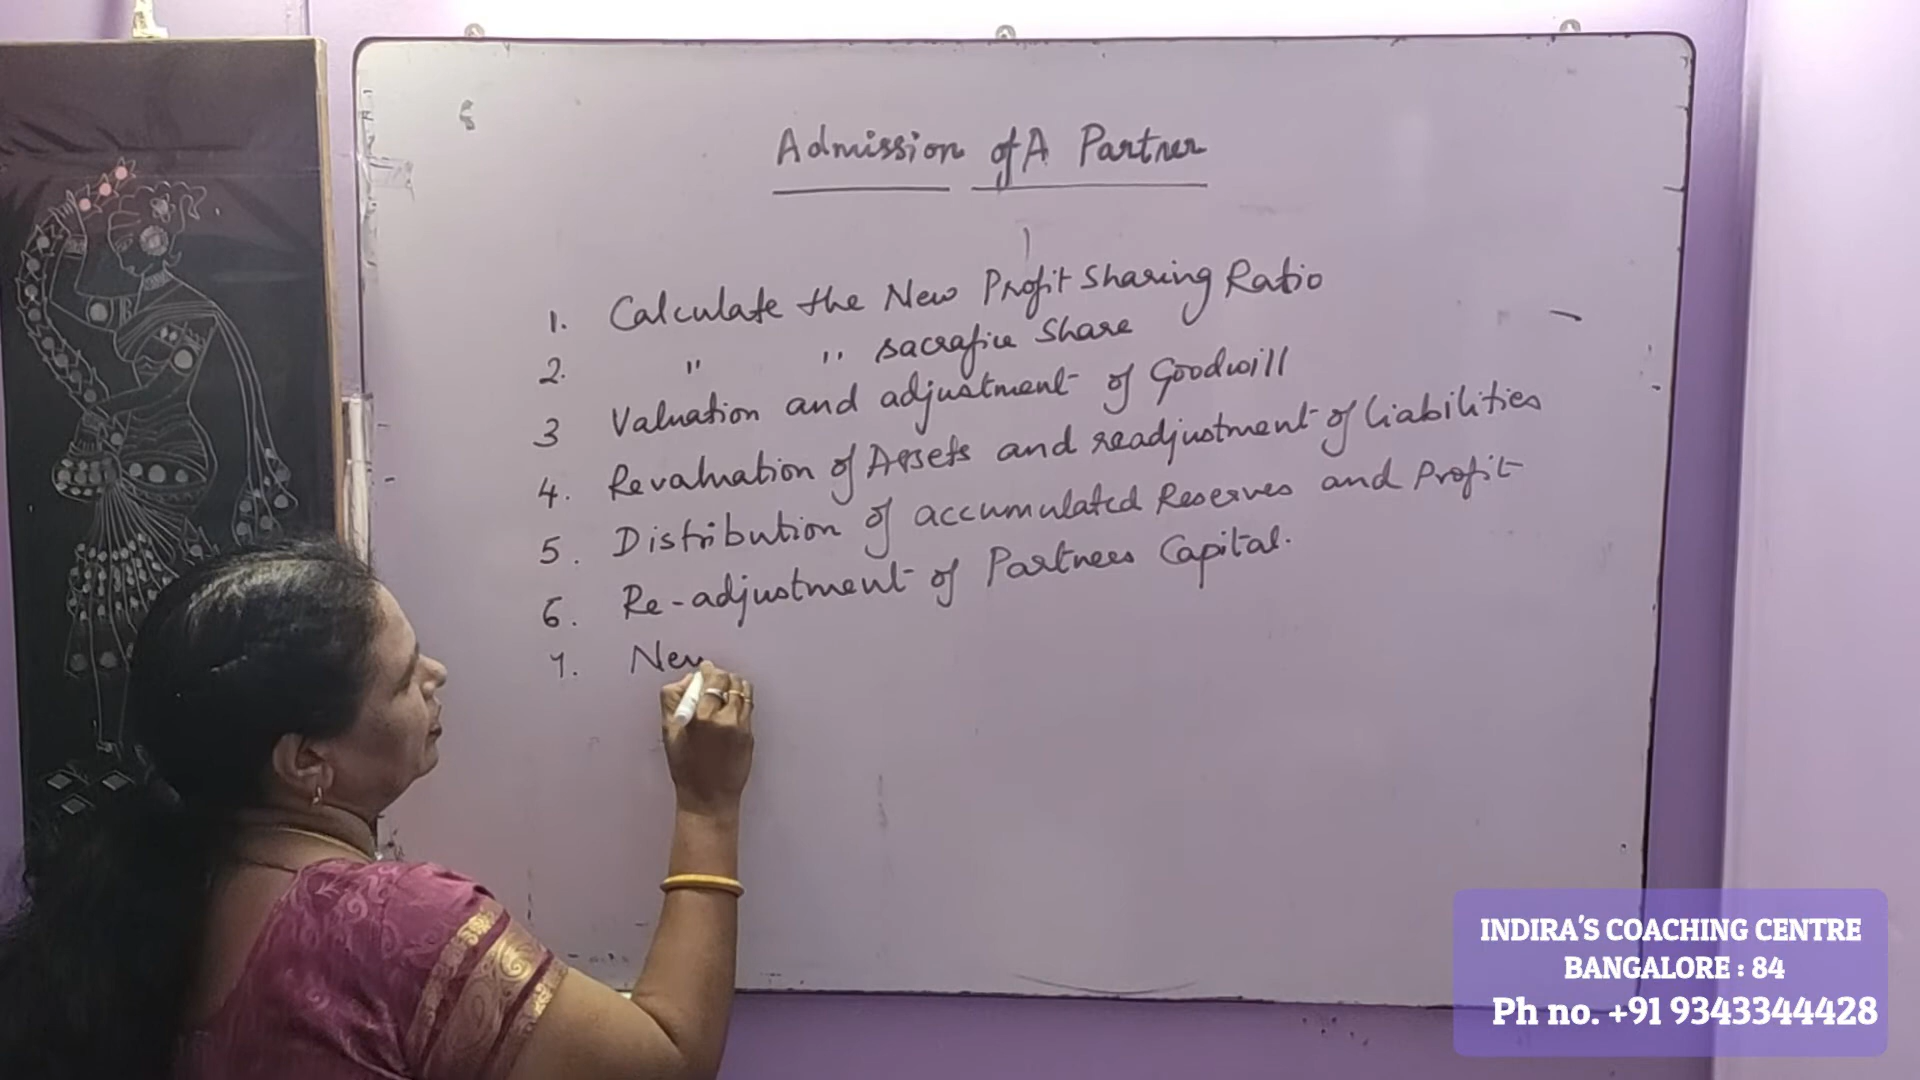 Admission of A Partner
1. Calculate the New Profit Sharing Ratio
2. " " sacrafice Share
3 Valuation and adjustment of Goodwill
4. Revaluation of Assets and readjustment of liabilities
5. Distribution of accumulated Reserves and Profit
6. Re-adjustment of Partners Capital.
7. New
INDIRA'S COACHING CENTRE
BANGALORE : 84
Ph no. +91 9343344428